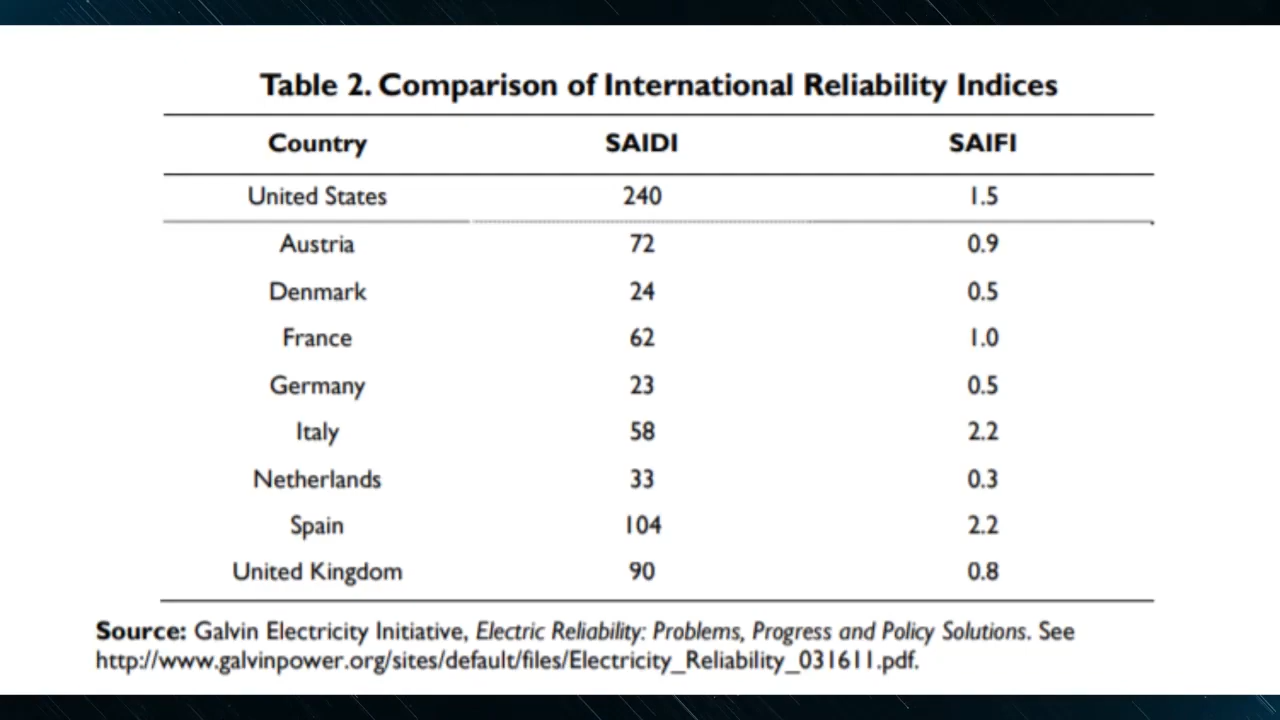 Table 2. Comparison of International Reliability Indices
Country SAIDI SAIFI
United States 240 1.5
Austria 72 0.9
Denmark 24 0.5
France 62 1.0
Germany 23 0.5
Italy 58 2.2
Netherlands 33 0.3
Spain 104 2.2
United Kingdom 90 0.8
Source: Galvin Electricity Initiative, Electric Reliability: Problems, Progress and Policy Solutions. See
http://www.galvinpower.org/sites/default/files/Electricity_Reliability_031611.pdf.